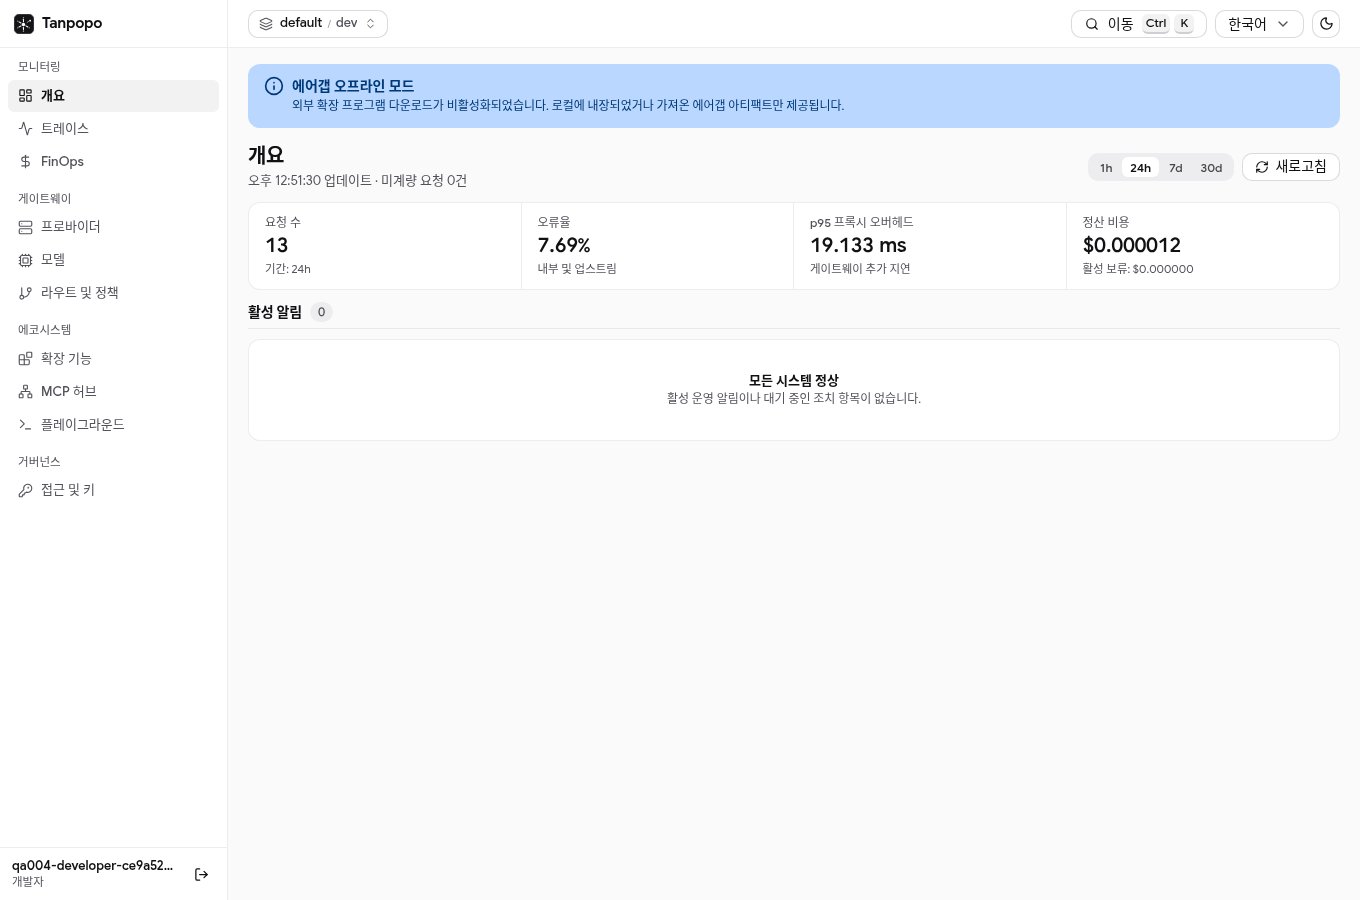 Tanpopo
default / dev
이동 Ctrl K
한국어
모니터링
개요
트레이스
FinOps
게이트웨이
프로바이더
모델
라우트 및 정책
에코시스템
확장 기능
MCP 허브
플레이그라운드
거버넌스
접근 및 키
qa004-developer-ce9a52...
개발자
에어갭 오프라인 모드
외부 확장 프로그램 다운로드가 비활성화되었습니다. 로컬에 내장되었거나 가져온 에어갭 아티팩트만 제공됩니다.
개요
오후 12:51:30 업데이트 · 미계량 요청 0건
1h 24h 7d 30d
새로고침
요청 수
13
기간: 24h
오류율
7.69%
내부 및 업스트림
p95 프록시 오버헤드
19.133 ms
게이트웨이 추가 지연
정산 비용
$0.000012
활성 보류: $0.000000
활성 알림 0
모든 시스템 정상
활성 운영 알림이나 대기 중인 조치 항목이 없습니다.